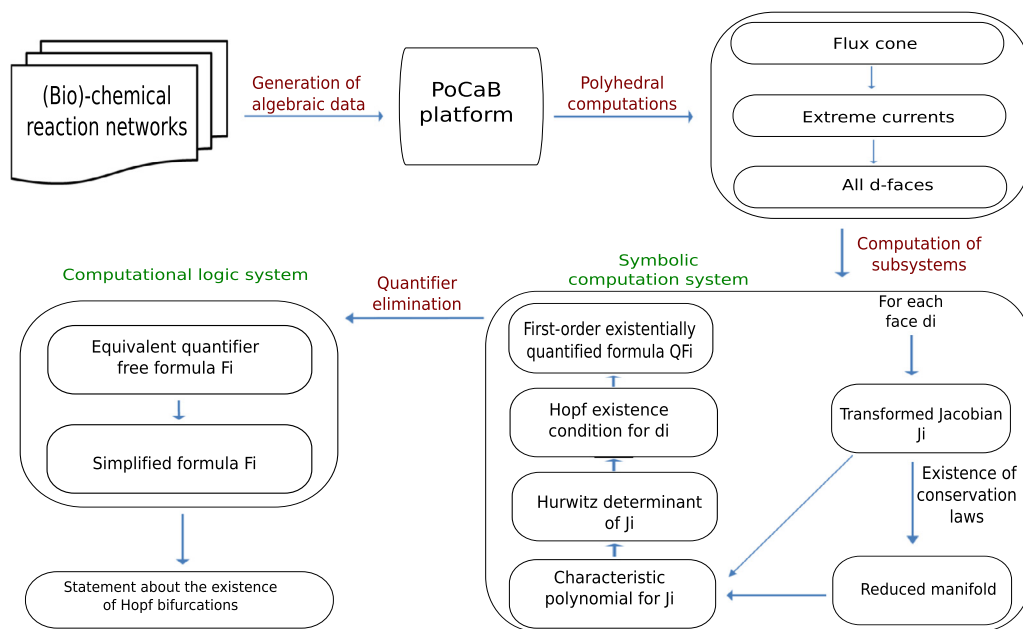 (Bio)-chemical
reaction networks
Generation of
algebraic data
PoCaB
platform
Polyhedral
computations
Flux cone
Extreme currents
All d-faces
Computation of
subsystems
Symbolic
computation system
For each
face di
Transformed Jacobian
Ji
Existence of
conservation
laws
Reduced manifold
Characteristic
polynomial for Ji
Hurwitz determinant
of Ji
Hopf existence
condition for di
First-order existentially
quantified formula QFi
Quantifier
elimination
Computational logic system
Equivalent quantifier
free formula Fi
Simplified formula Fi
Statement about the existence
of Hopf bifurcations